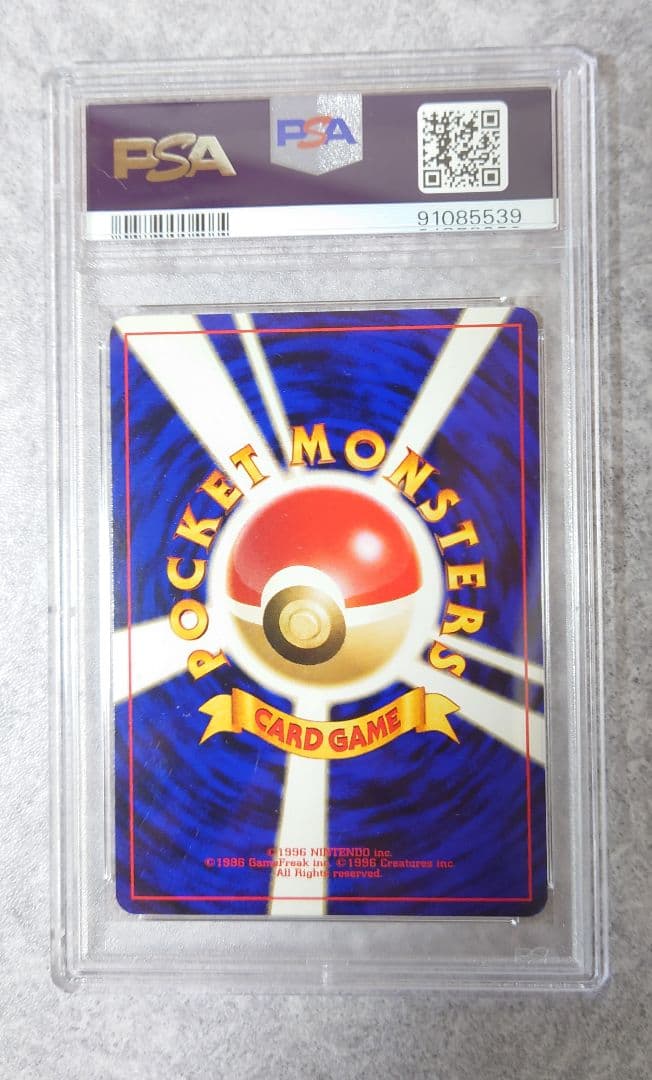 PSA
PSA
91085539
POCKET MONSTERS
CARD GAME
©1996 NINTENDO inc.
©1996 GameFreak inc. ©1996 Creatures inc.
All Rights reserved.
PSA